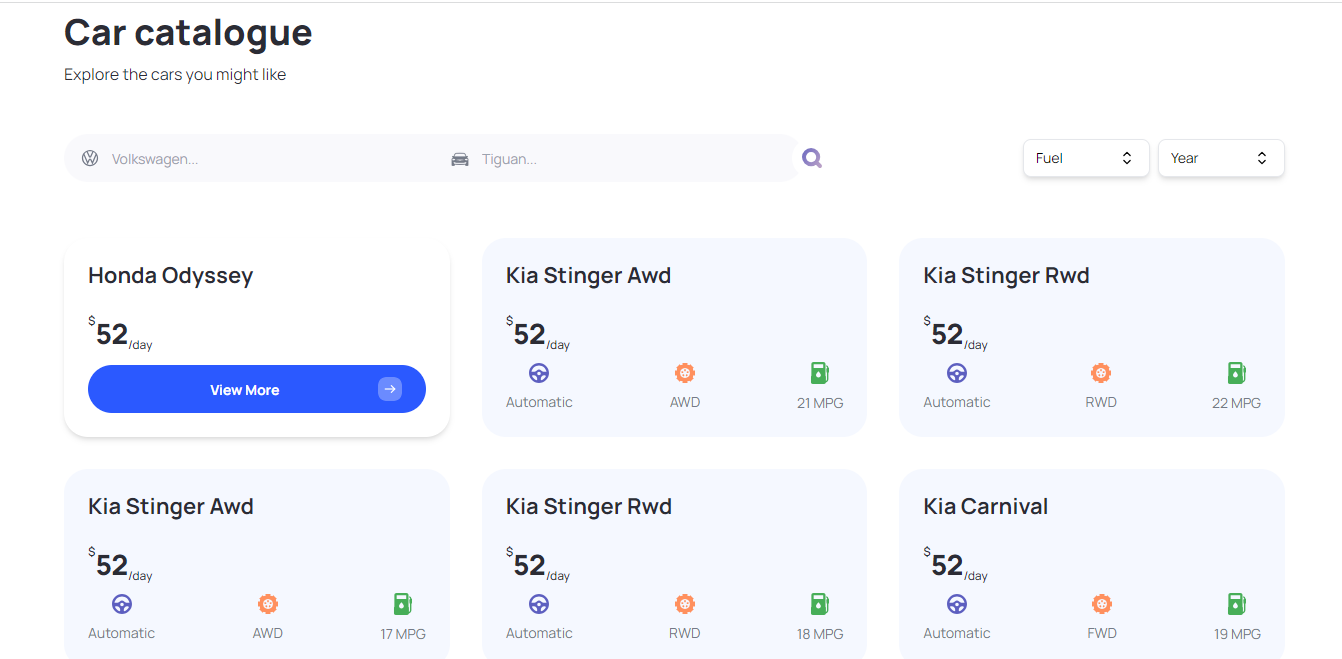 Car catalogue
Explore the cars you might like
Volkswagen... Tiguan... Fuel Year
Honda Odyssey
$52/day
View More
Kia Stinger Awd
$52/day
Automatic AWD 21 MPG
Kia Stinger Rwd
$52/day
Automatic RWD 22 MPG
Kia Stinger Awd
$52/day
Automatic AWD 17 MPG
Kia Stinger Rwd
$52/day
Automatic RWD 18 MPG
Kia Carnival
$52/day
Automatic FWD 19 MPG